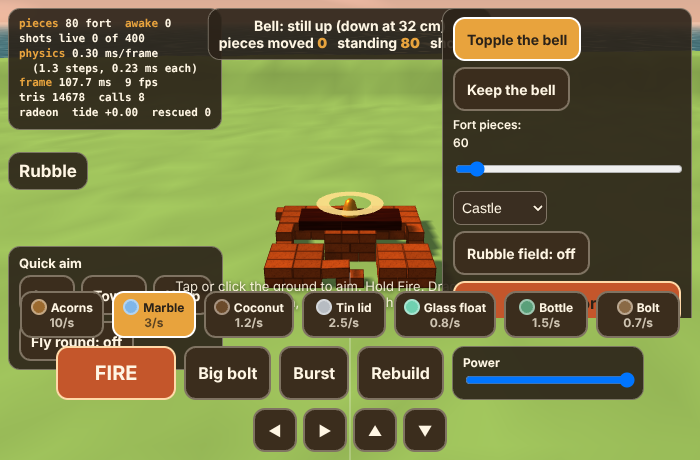 pieces 80 fort awake 0
shots live 0 of 400
physics 0.30 ms/frame
(1.3 steps, 0.23 ms each)
frame 107.7 ms 9 fps
tris 14678 calls 8
radeon tide +0.00 rescued 0
Bell: still up (down at 32 cm)
pieces moved 0 standing 80
Topple the bell
Keep the bell
Fort pieces:
60
Castle
Rubble field: off
Rubble
Quick aim
Fly round: off
Tap or click the ground to aim. Hold Fire.
Acorns
10/s
Marble
3/s
Coconut
1.2/s
Tin lid
2.5/s
Glass float
0.8/s
Bottle
1.5/s
Bolt
0.7/s
FIRE
Big bolt
Burst
Rebuild
Power